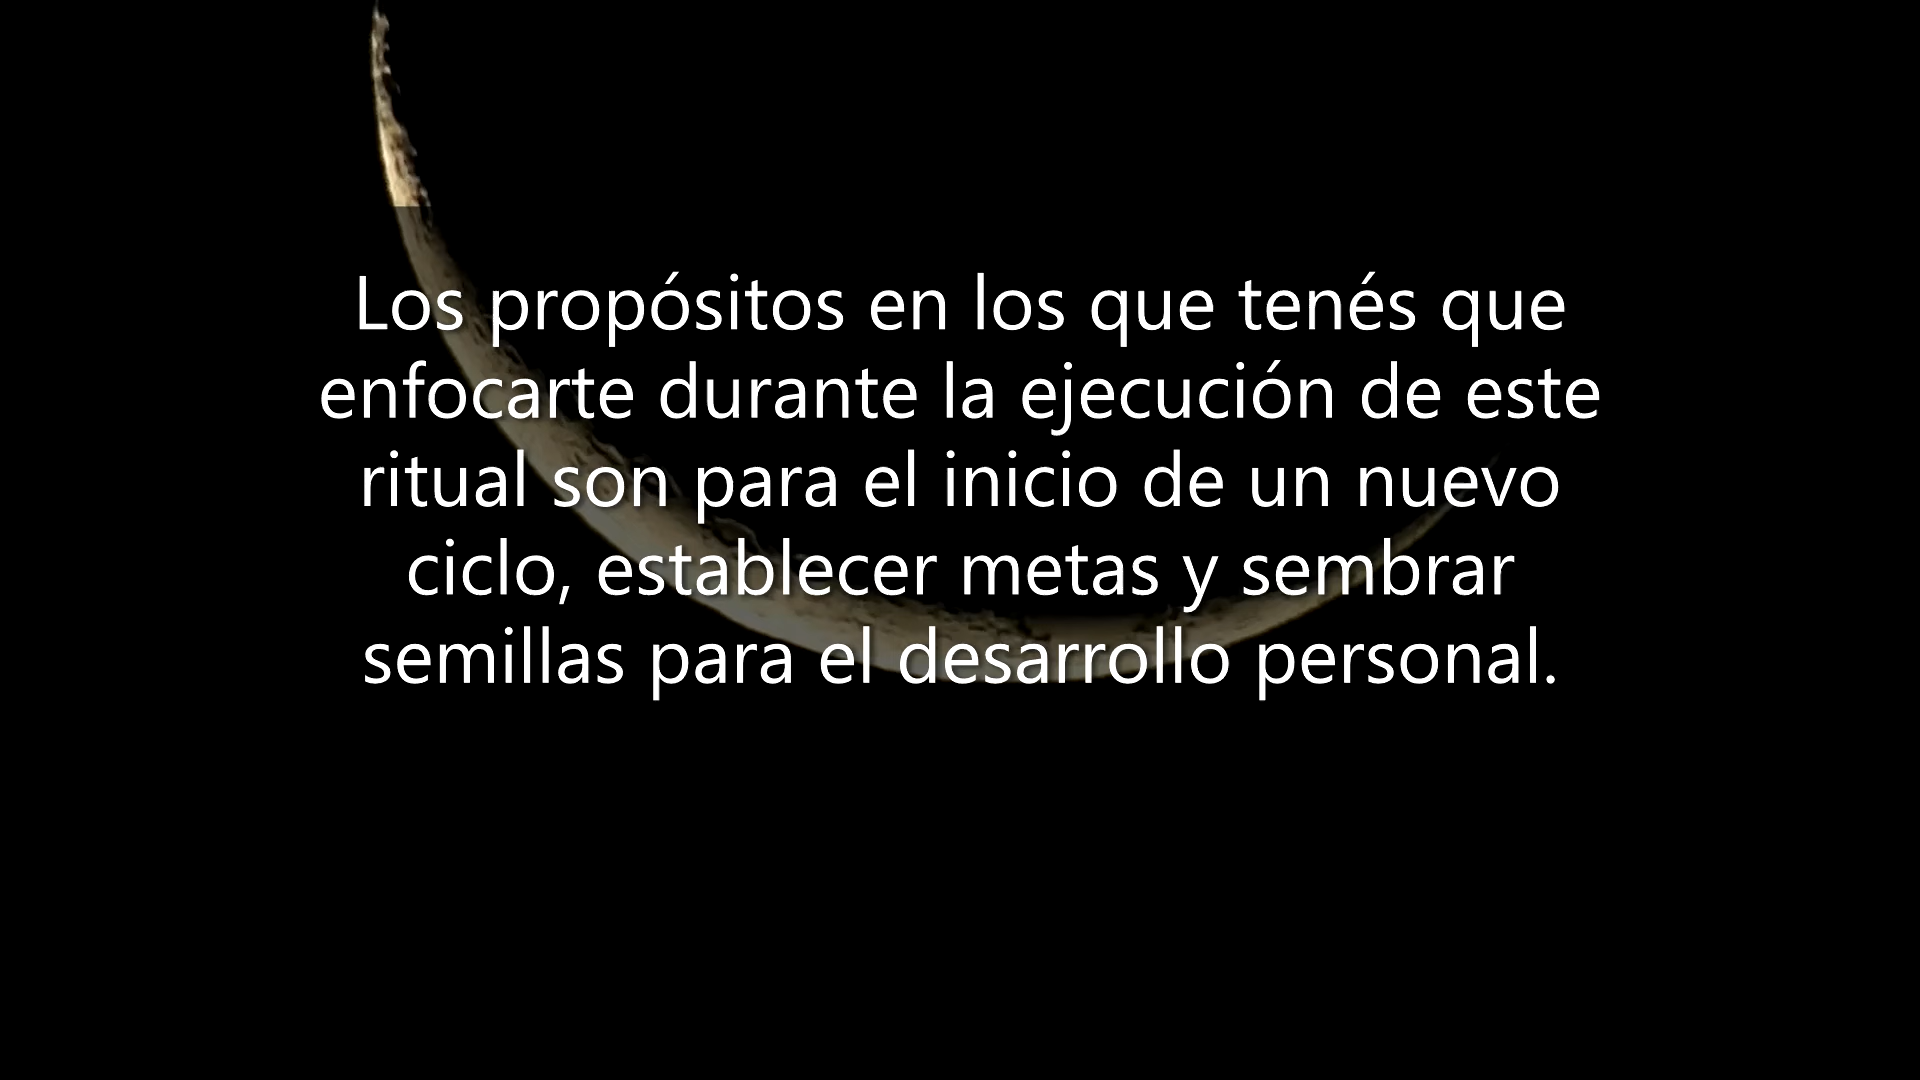 Los propósitos en los que tenés que
enfocarte durante la ejecución de este
ritual son para el inicio de un nuevo
ciclo, establecer metas y sembrar
semillas para el desarrollo personal.